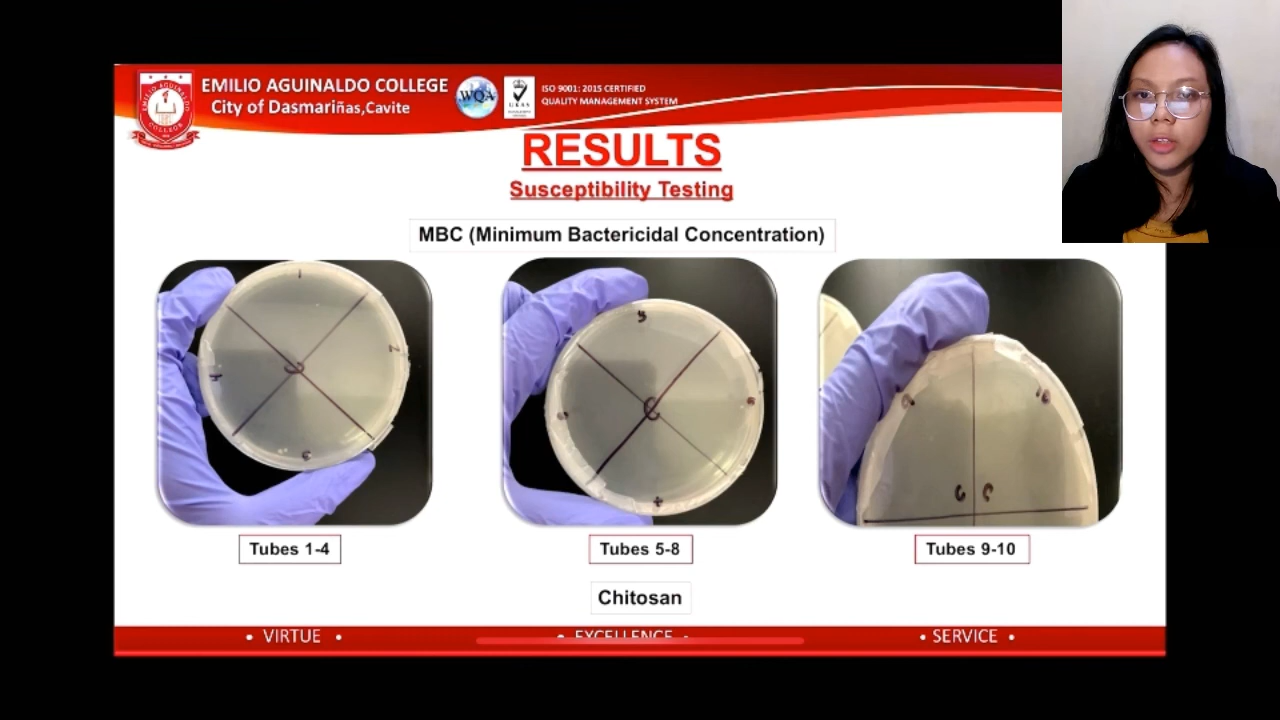 EMILIO AGUINALDO COLLEGE
City of Dasmariñas,Cavite
WQA
UKAS
ISO 9001: 2015 CERTIFIED
QUALITY MANAGEMENT SYSTEM
RESULTS
Susceptibility Testing
MBC (Minimum Bactericidal Concentration)
Tubes 1-4
Tubes 5-8
Tubes 9-10
Chitosan
• VIRTUE •
• EXCELLENCE •
• SERVICE •